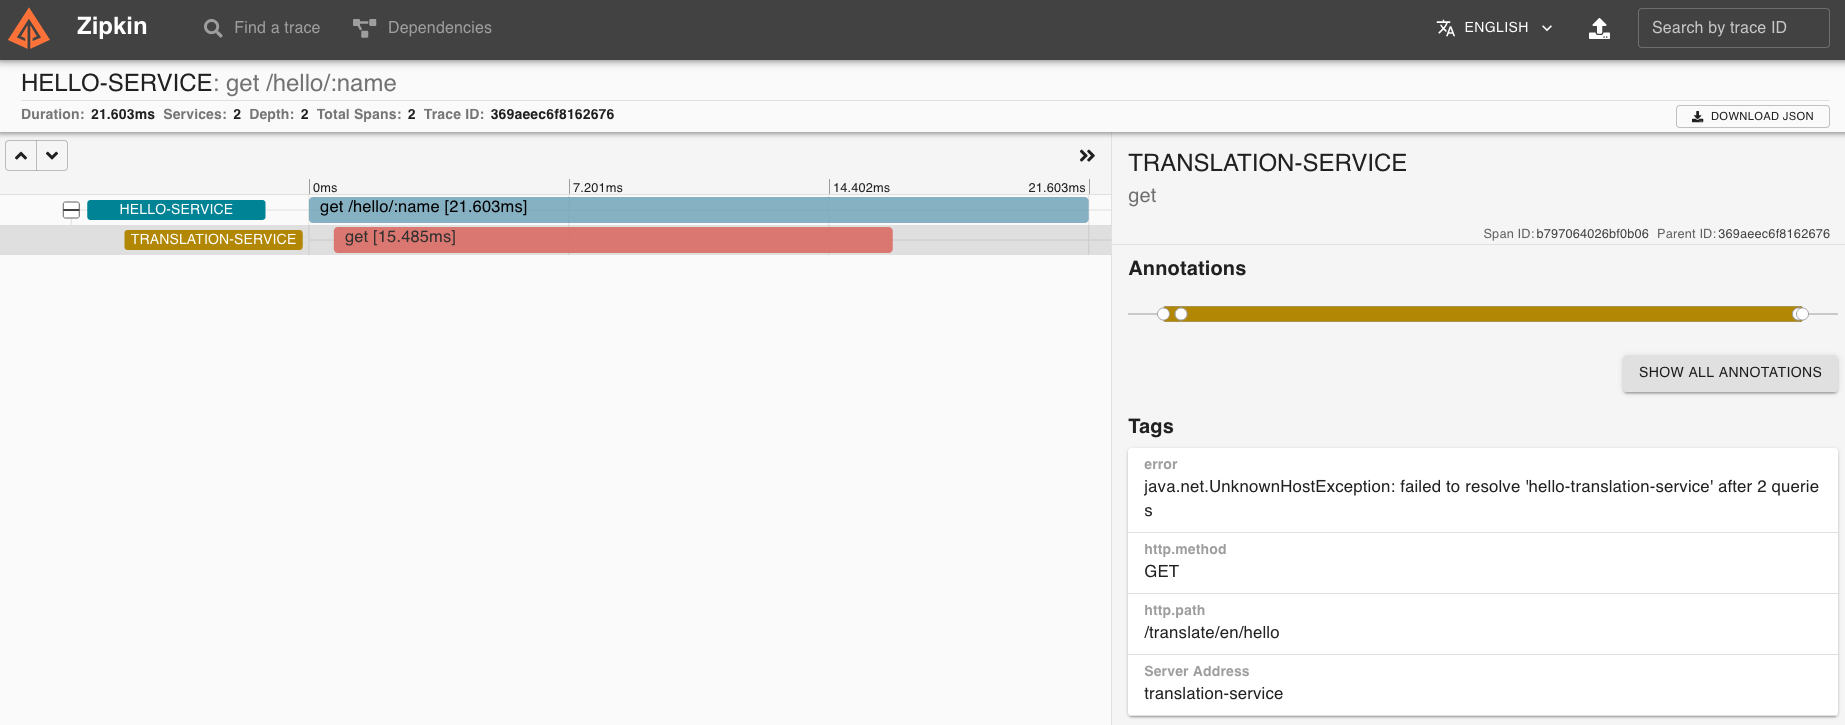 Zipkin
Find a trace
Dependencies
ENGLISH
Search by trace ID
HELLO-SERVICE: get /hello/:name
Duration: 21.603ms Services: 2 Depth: 2 Total Spans: 2 Trace ID: 369aeec6f8162676
DOWNLOAD JSON
0ms
7.201ms
14.402ms
21.603ms
HELLO-SERVICE
get /hello/:name [21.603ms]
TRANSLATION-SERVICE
get [15.485ms]
TRANSLATION-SERVICE
get
Span ID: b797064026bf0b06 Parent ID: 369aeec6f8162676
Annotations
SHOW ALL ANNOTATIONS
Tags
error
java.net.UnknownHostException: failed to resolve 'hello-translation-service' after 2 querie
s
http.method
GET
http.path
/translate/en/hello
Server Address
translation-service